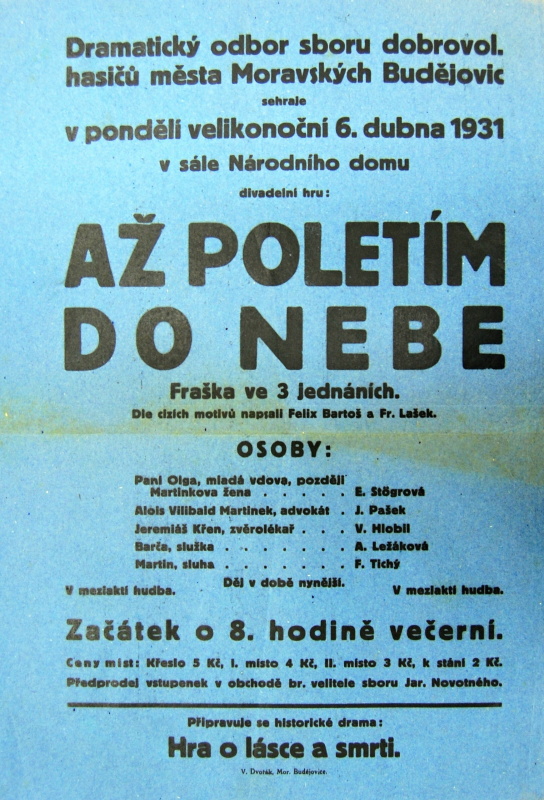 Dramatický odbor sboru dobrovol.
hasičů města Moravských Budějovic
sehraje
v pondělí velikonoční 6. dubna 1931
v sále Národního domu
divadelní hru:
AŽ POLETÍM
DO NEBE
Fraška ve 3 jednáních.
Dle cizích motivů napsali Felix Bartoš a Fr. Lašek.
OSOBY:
Paní Olga, mladá vdova, později
Martinkova žena . . . . . E. Stögrová
Alois Vilibald Martinek, advokát . J. Pašek
Jeremiáš Křen, zvěrolékař . . . V. Hlobil
Barča, služka . . . . . . . A. Ležáková
Martin, sluha . . . . . . . F. Tichý
Děj v době nynější.
V meziaktí hudba. V meziaktí hudba.
Začátek o 8. hodině večerní.
Ceny míst: Křeslo 5 Kč, I. místo 4 Kč, II. místo 3 Kč, k stání 2 Kč.
Předprodej vstupenek v obchodě br. velitele sboru Jar. Novotného.
Připravuje se historické drama:
Hra o lásce a smrti.
V. Dvořák, Mor. Budějovice.